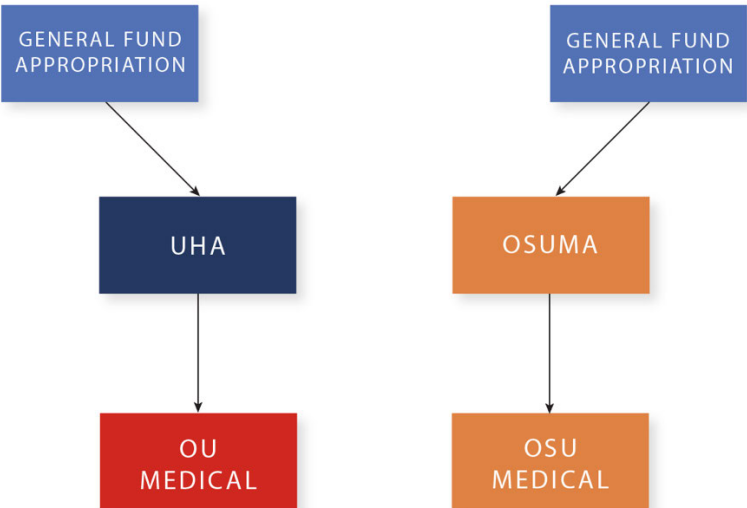 GENERAL FUND
APPROPRIATION
GENERAL FUND
APPROPRIATION
UHA
OSUMA
OU
MEDICAL
OSU
MEDICAL